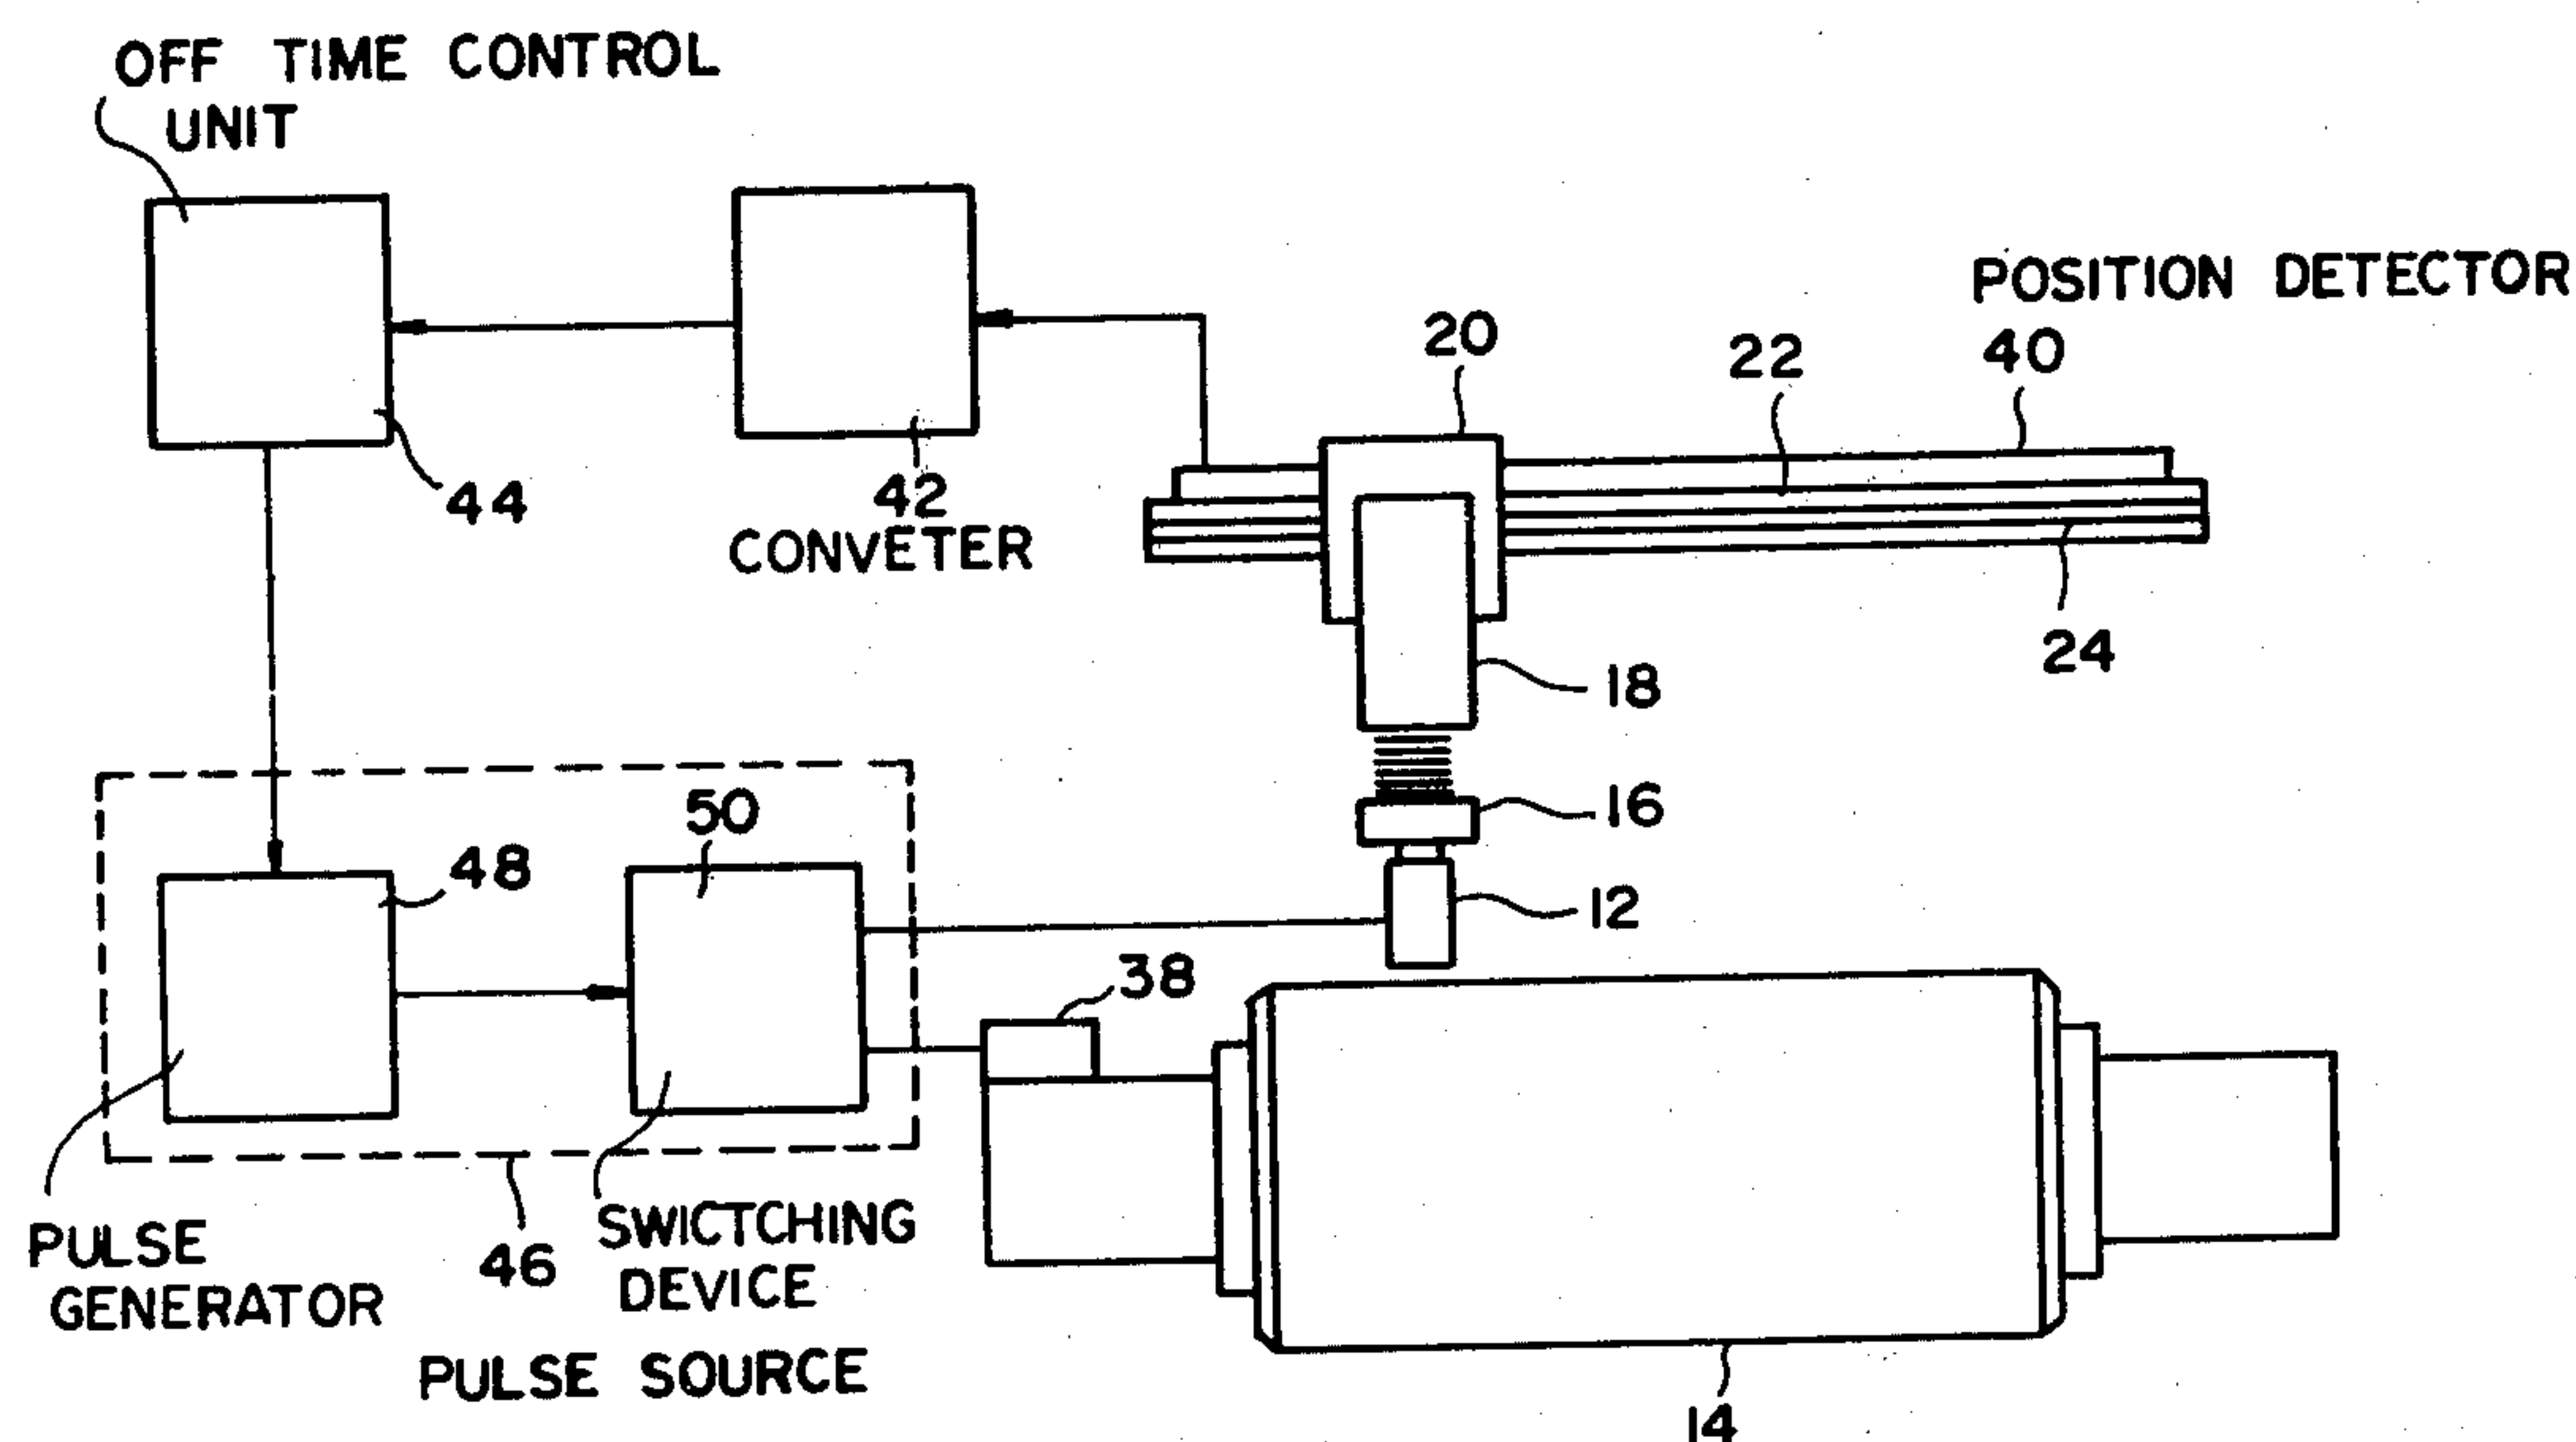 OFF TIME CONTROL
UNIT
POSITION DETECTOR
20
22
40
44
42
CONVETER
24
18
50
16
48
12
38
PULSE
GENERATOR
46
SWICTCHING
DEVICE
PULSE SOURCE
14